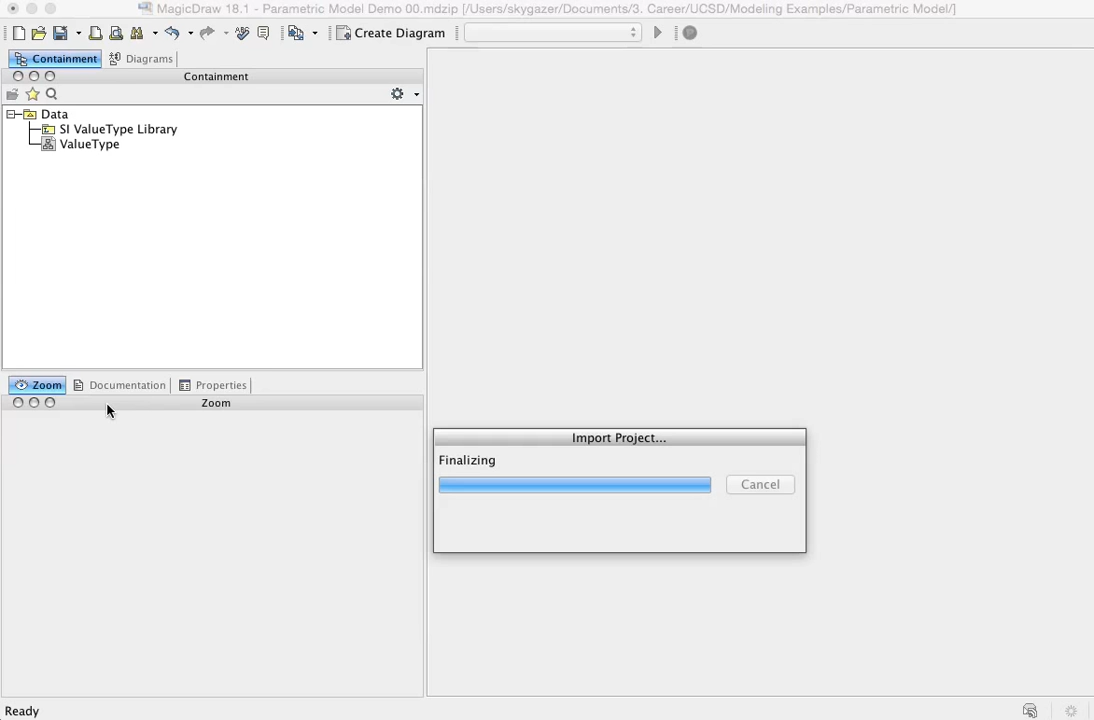 MagicDraw 18.1 - Parametric Model Demo 00.mdzip [/Users/skygazer/Documents/3. Career/UCSD/Modeling Examples/Parametric Model/]
Create Diagram
Containment Diagrams
Containment
Data
SI ValueType Library
ValueType
Zoom Documentation Properties
Zoom
Import Project...
Finalizing
Cancel
Ready